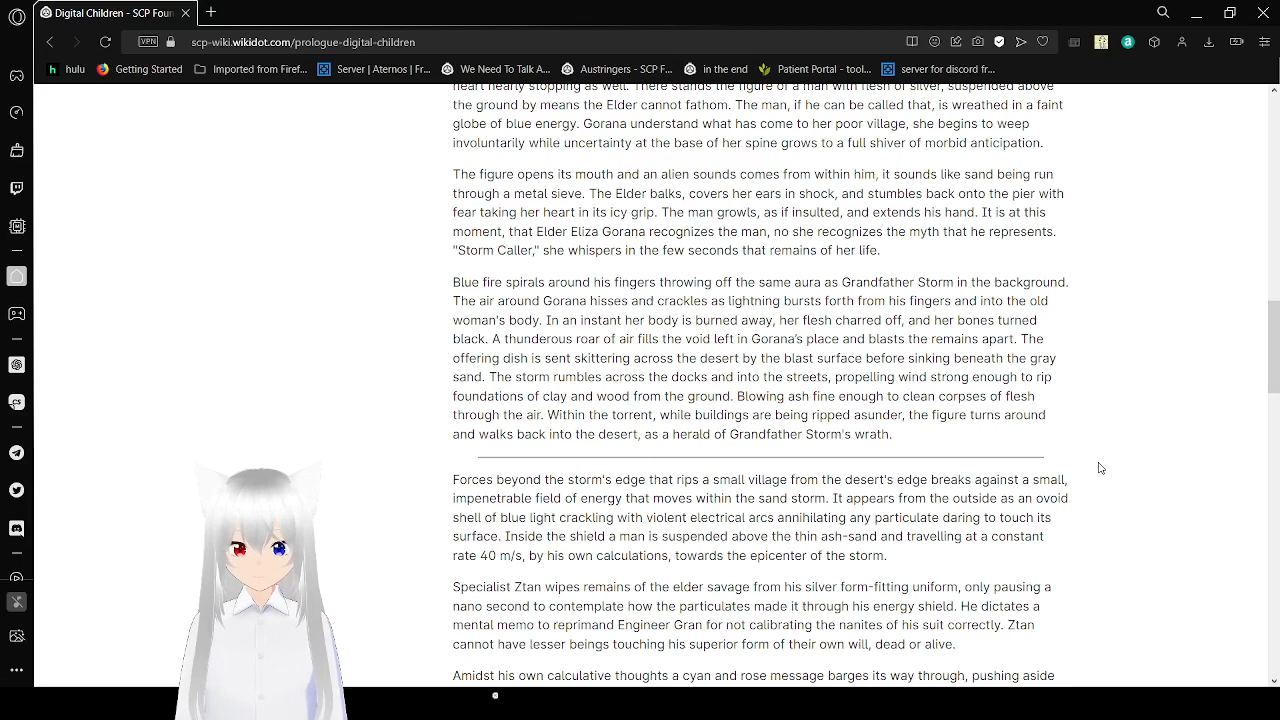 Digital Children - SCP Foun
VPN
scp-wiki.wikidot.com/prologue-digital-children
hulu
Getting Started
Imported from Firef...
Server | Aternos | Fr...
We Need To Talk A...
Austringers - SCP F...
in the end
Patient Portal - tool...
server for discord fr...
heart nearly stopping as well. There stands the figure of a man with flesh of silver, suspended above
the ground by means the Elder cannot fathom. The man, if he can be called that, is wreathed in a faint
globe of blue energy. Gorana understand what has come to her poor village, she begins to weep
involuntarily while uncertainty at the base of her spine grows to a full shiver of morbid anticipation.
The figure opens its mouth and an alien sounds comes from within him, it sounds like sand being run
through a metal sieve. The Elder balks, covers her ears in shock, and stumbles back onto the pier with
fear taking her heart in its icy grip. The man growls, as if insulted, and extends his hand. It is at this
moment, that Elder Eliza Gorana recognizes the man, no she recognizes the myth that he represents.
"Storm Caller," she whispers in the few seconds that remains of her life.
Blue fire spirals around his fingers throwing off the same aura as Grandfather Storm in the background.
The air around Gorana hisses and crackles as lightning bursts forth from his fingers and into the old
woman's body. In an instant her body is burned away, her flesh charred off, and her bones turned
black. A thunderous roar of air fills the void left in Gorana's place and blasts the remains apart. The
offering dish is sent skittering across the desert by the blast surface before sinking beneath the gray
sand. The storm rumbles across the docks and into the streets, propelling wind strong enough to rip
foundations of clay and wood from the ground. Blowing ash fine enough to clean corpses of flesh
through the air. Within the torrent, while buildings are being ripped asunder, the figure turns around
and walks back into the desert, as a herald of Grandfather Storm's wrath.
Forces beyond the storm's edge that rips a small village from the desert's edge breaks against a small,
impenetrable field of energy that moves within the sand storm. It appears from the outside as an ovoid
shell of blue light crackling with violent electrical arcs annihilating any particulate daring to touch its
surface. Inside the shield a man is suspended above the thin ash-sand and travelling at a constant
rate 40 m/s, by his own calculations, towards the epicenter of the storm.
Specialist Ztan wipes remains of the elder savage from his silver form-fitting uniform, only pausing a
nano second to contemplate how the particulates made it through his energy shield. He dictates a
mental memo to reprimand Engineer Gran for not calibrating the nanites of his suit correctly. Ztan
cannot have lesser beings touching his superior form of their own will, dead or alive.
Amidst his own calculative thoughts a cyan and rose message barges its way through, pushing aside